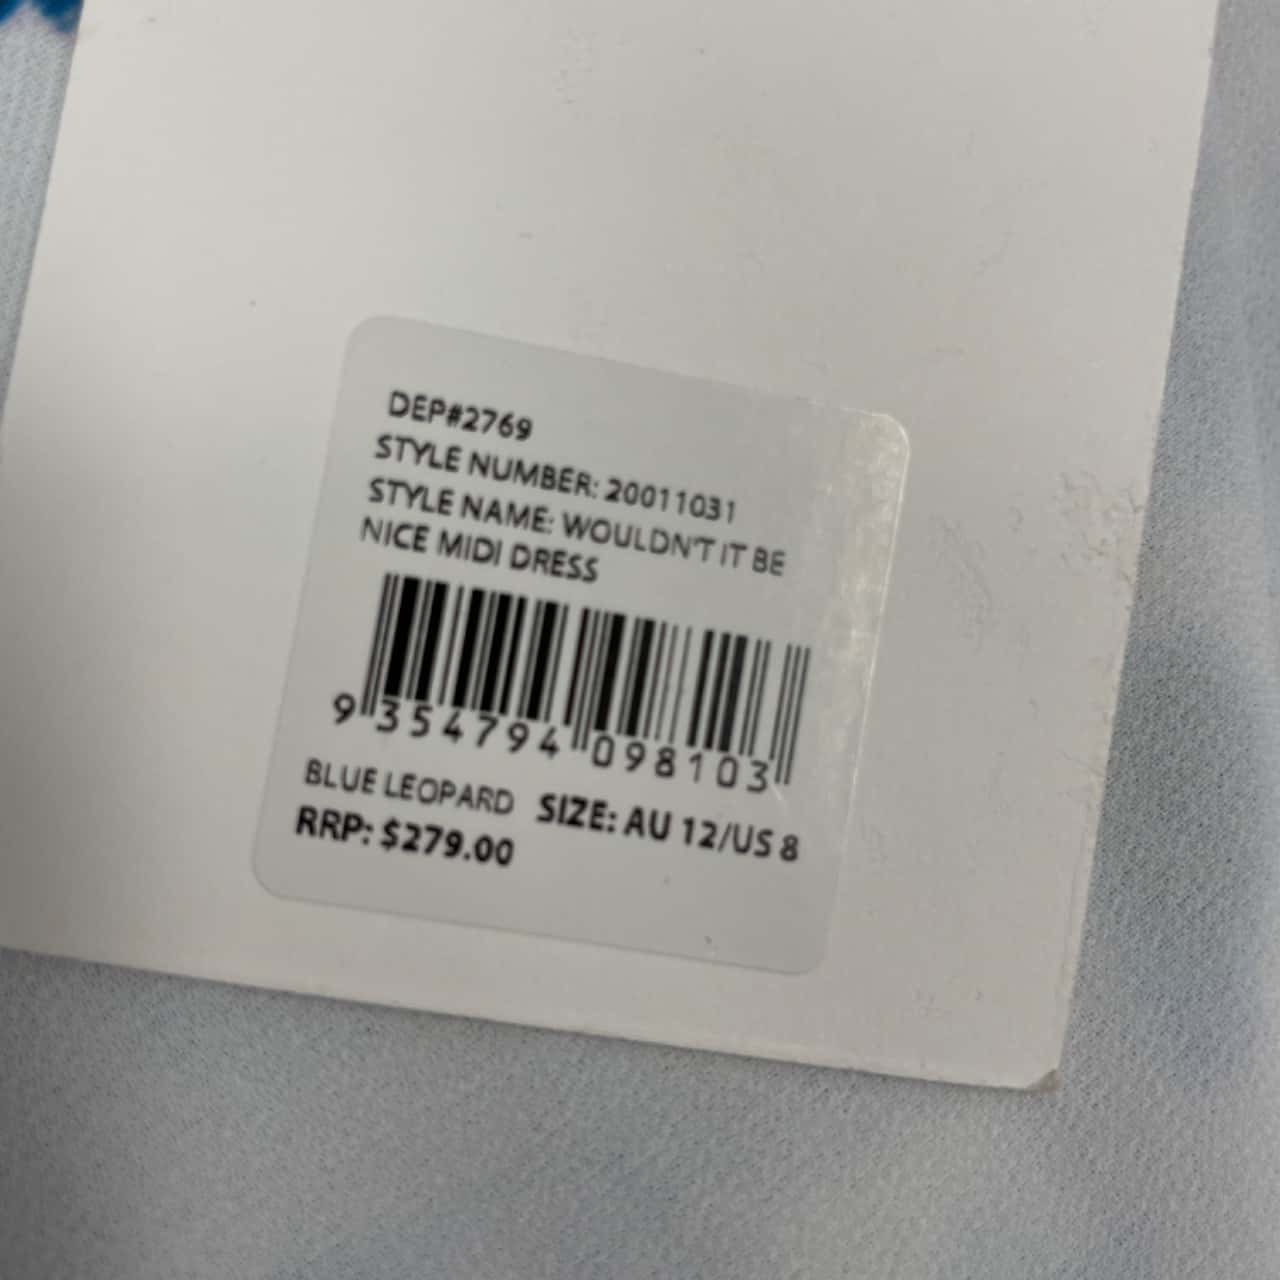 DEP#2769
STYLE NUMBER: 20011031
STYLE NAME: WOULDN'T IT BE
NICE MIDI DRESS
9 354794 098103
BLUE LEOPARD SIZE: AU 12/US 8
RRP: $279.00